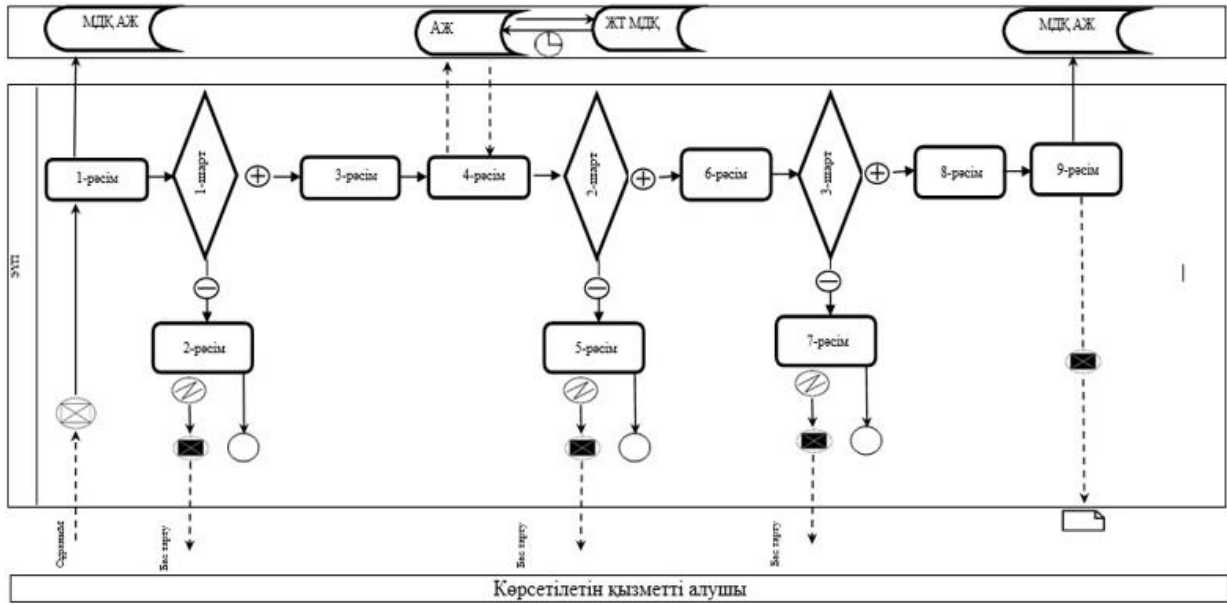 МДҚ АЖ
АЖ
ЖТ МДҚ
МДҚ АЖ
1-рәсім
1-шарт
3-рәсім
4-рәсім
2-шарт
6-рәсім
3-шарт
8-рәсім
9-рәсім
ЭҮП
2-рәсім
5-рәсім
7-рәсім
Сұраным
Бас тарту
Бас тарту
Бас тарту
Көрсетілетін қызметті алушы